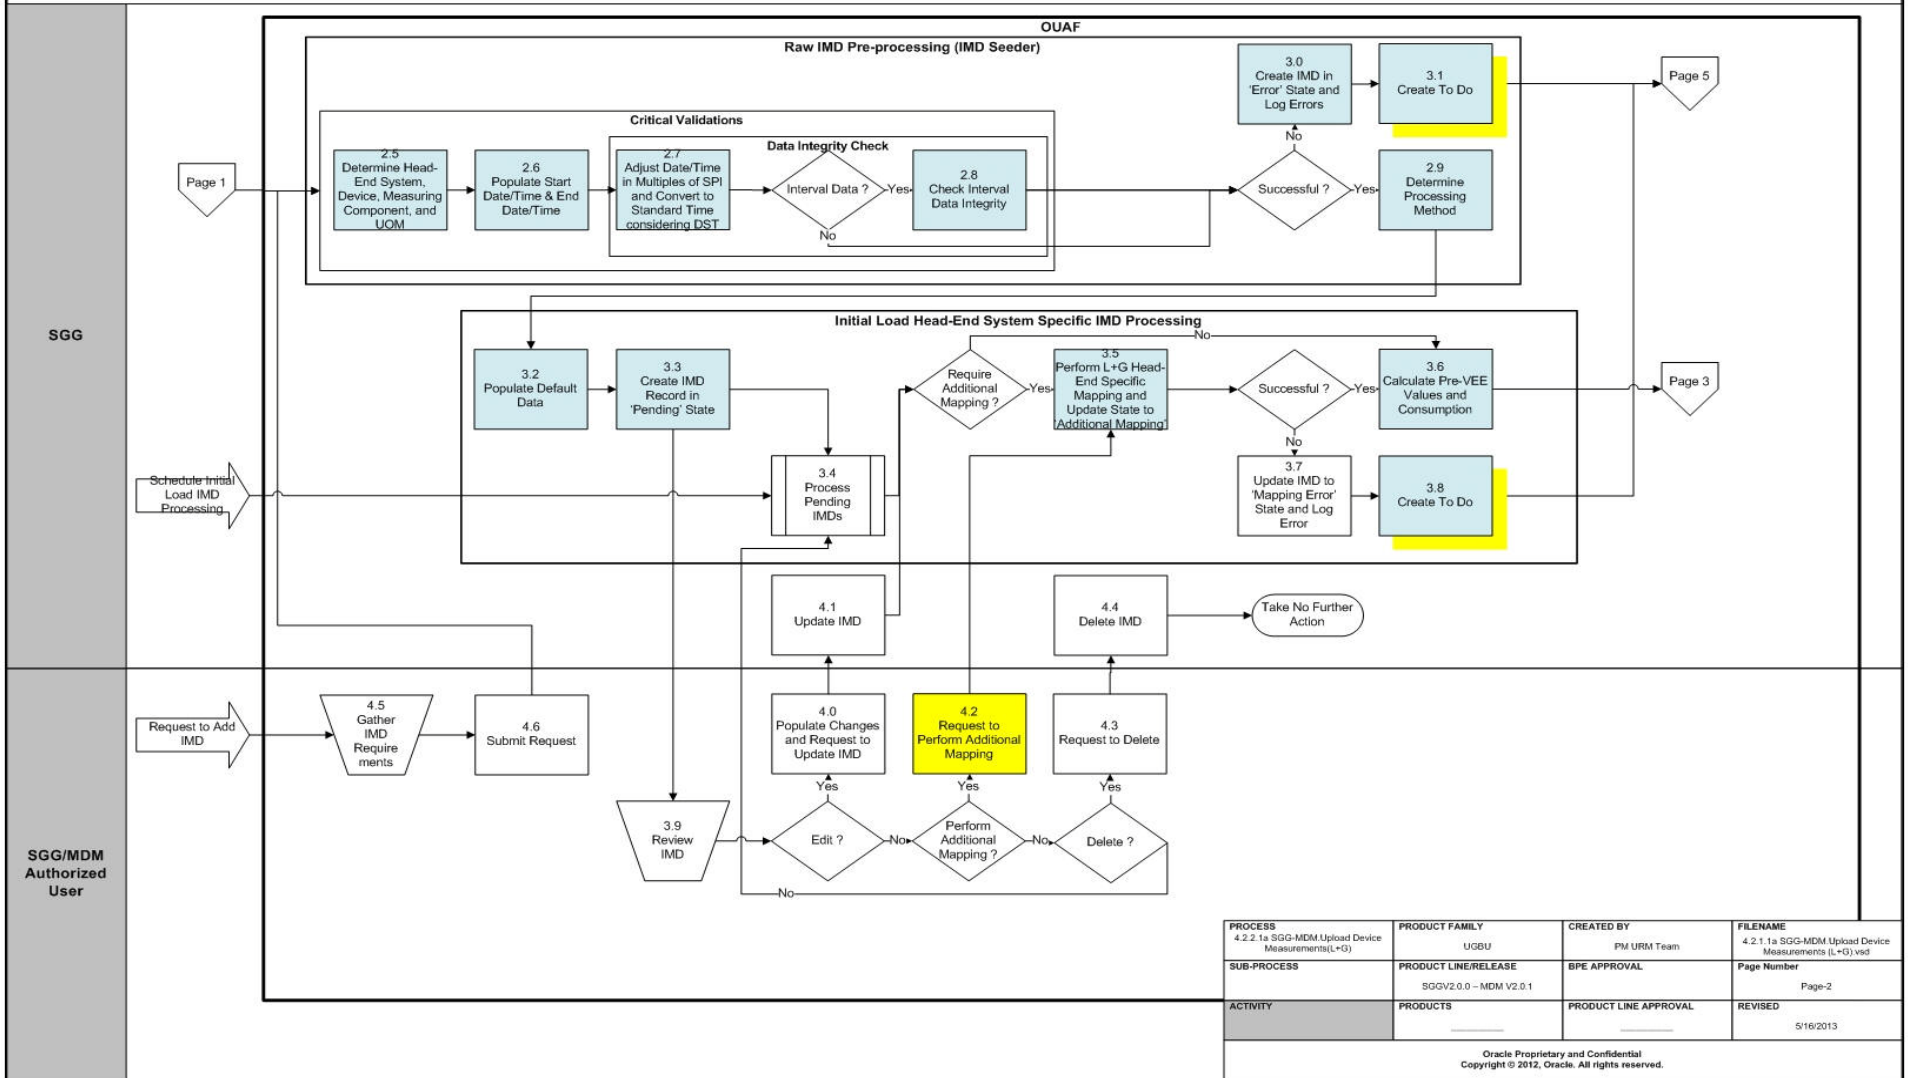 OUAF
Raw IMD Pre-processing (IMD Seeder)
3.0
Create IMD in
'Error' State and
Log Errors
3.1
Create To Do
Page 5
No
Critical Validations
Data Integrity Check
Page 1
2.5
Determine Head-
End System,
Device, Measuring
Component, and
UOM
2.6
Populate Start
Date/Time & End
Date/Time
2.7
Adjust Date/Time
in Multiples of SPI
and Convert to
Standard Time
considering DST
Interval Data ?
Yes
No
2.8
Check Interval
Data Integrity
Successful ?
Yes
2.9
Determine
Processing
Method
SGG
Initial Load Head-End System Specific IMD Processing
No
3.2
Populate Default
Data
3.3
Create IMD
Record in
'Pending' State
Require
Additional
Mapping ?
Yes
3.5
Perform L+G Head-
End Specific
Mapping and
Update State to
'Additional Mapping'
Successful ?
Yes
3.6
Calculate Pre-VEE
Values and
Consumption
Page 3
No
Schedule Initial
Load IMD
Processing
3.4
Process
Pending
IMDs
3.7
Update IMD to
'Mapping Error'
State and Log
Error
3.8
Create To Do
4.1
Update IMD
4.4
Delete IMD
Take No Further
Action
Request to Add
IMD
4.5
Gather
IMD
Require
ments
4.6
Submit Request
4.0
Populate Changes
and Request to
Update IMD
4.2
Request to
Perform Additional
Mapping
4.3
Request to Delete
Yes
Yes
Yes
SGG/MDM
Authorized
User
3.9
Review
IMD
Edit ?
No
Perform
Additional
Mapping ?
No
Delete ?
No
PROCESS
4.2.2.1a SGG-MDM.Upload Device
Measurements(L+G)
PRODUCT FAMILY
UGBU
CREATED BY
PM URM Team
FILENAME
4.2.1.1a SGG-MDM.Upload Device
Measurements (L+G).vsd
SUB-PROCESS
PRODUCT LINE/RELEASE
SGGV2.0.0 – MDM V2.0.1
BPE APPROVAL
Page Number
Page-2
ACTIVITY
PRODUCTS
PRODUCT LINE APPROVAL
REVISED
5/16/2013
Oracle Proprietary and Confidential
Copyright © 2012, Oracle. All rights reserved.